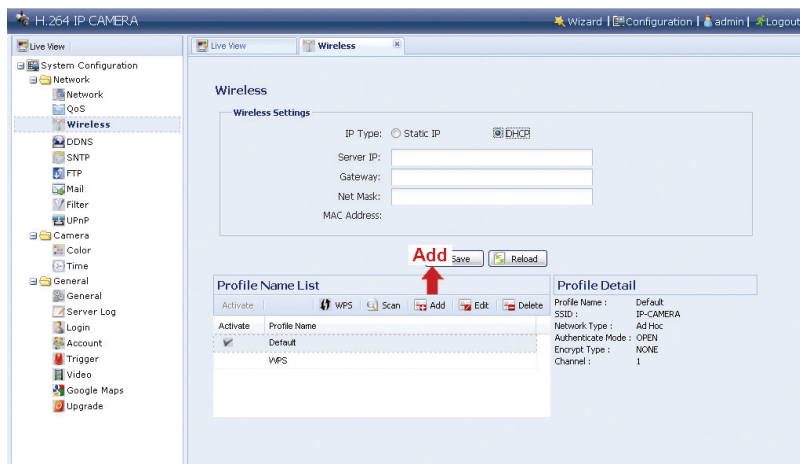 H.264 IP CAMERA
Wizard | Configuration | admin | Logout
Live View
System Configuration
Network
Network
QoS
Wireless
DDNS
SNTP
FTP
Mail
Filter
UPnP
Camera
Color
Time
General
General
Server Log
Login
Account
Trigger
Video
Google Maps
Upgrade
Live View
Wireless
Wireless
Wireless Settings
IP Type: Static IP DHCP
Server IP:
Gateway:
Net Mask:
MAC Address:
Add
Save
Reload
Profile Name List
Activate WPS Scan Add Edit Delete
Activate Profile Name
Default
WPS
Profile Detail
Profile Name : Default
SSID : IP-CAMERA
Network Type : Ad Hoc
Authenticate Mode : OPEN
Encrypt Type : NONE
Channel : 1